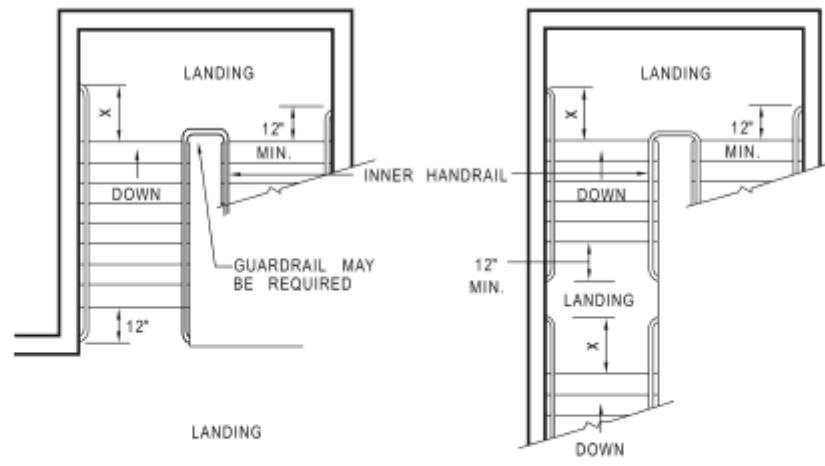 LANDING
X
12"
MIN.
DOWN
GUARDRAIL MAY
BE REQUIRED
12"
LANDING
INNER HANDRAIL
LANDING
X
12"
MIN.
DOWN
12"
MIN.
LANDING
X
DOWN